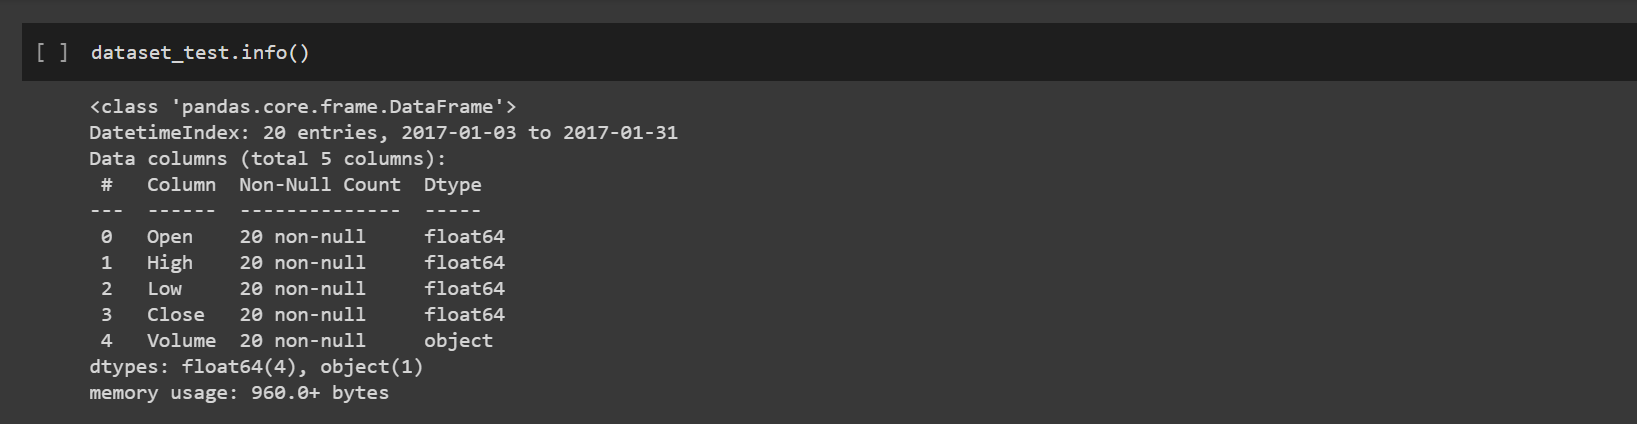 [ ] dataset_test.info()
<class 'pandas.core.frame.DataFrame'>
DatetimeIndex: 20 entries, 2017-01-03 to 2017-01-31
Data columns (total 5 columns):
 #   Column  Non-Null Count  Dtype
---  ------  --------------  -----
 0   Open    20 non-null     float64
 1   High    20 non-null     float64
 2   Low     20 non-null     float64
 3   Close   20 non-null     float64
 4   Volume  20 non-null     object
dtypes: float64(4), object(1)
memory usage: 960.0+ bytes